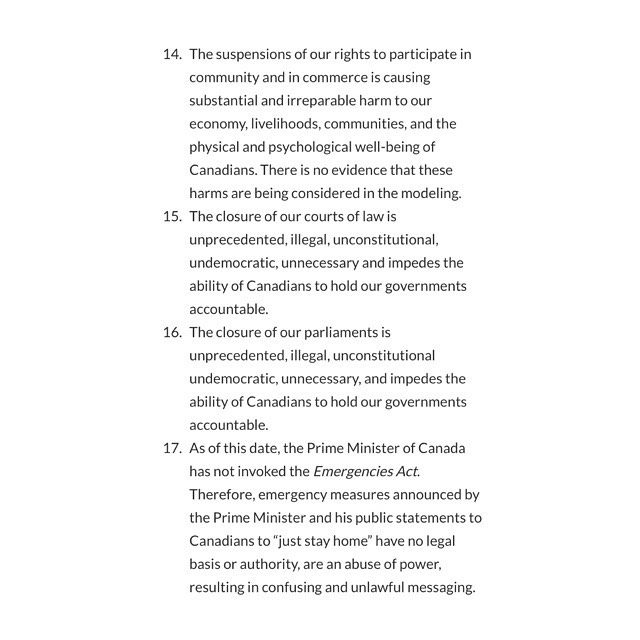 14. The suspensions of our rights to participate in
community and in commerce is causing
substantial and irreparable harm to our
economy, livelihoods, communities, and the
physical and psychological well-being of
Canadians. There is no evidence that these
harms are being considered in the modeling.
15. The closure of our courts of law is
unprecedented, illegal, unconstitutional,
undemocratic, unnecessary and impedes the
ability of Canadians to hold our governments
accountable.
16. The closure of our parliaments is
unprecedented, illegal, unconstitutional
undemocratic, unnecessary, and impedes the
ability of Canadians to hold our governments
accountable.
17. As of this date, the Prime Minister of Canada
has not invoked the Emergencies Act.
Therefore, emergency measures announced by
the Prime Minister and his public statements to
Canadians to “just stay home” have no legal
basis or authority, are an abuse of power,
resulting in confusing and unlawful messaging.